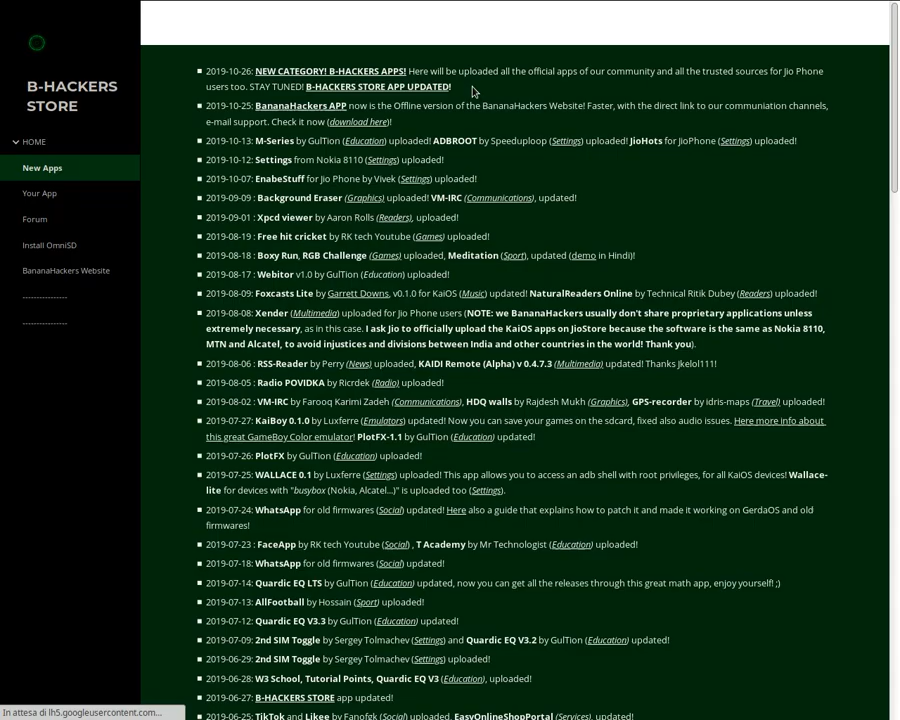 B-HACKERS
STORE
HOME
New Apps
Your App
Forum
Install OmniSD
BananaHackers Website
----------------
----------------
2019-10-26: NEW CATEGORY! B-HACKERS APPS! Here will be uploaded all the official apps of our community and all the trusted sources for Jio Phone
users too. STAY TUNED! B-HACKERS STORE APP UPDATED!
2019-10-25: BananaHackers APP now is the Offline version of the BananaHackers Website! Faster, with the direct link to our communiation channels,
e-mail support. Check it now (download here)!
2019-10-13: M-Series by GulTion (Education) uploaded! ADBROOT by Speeduploop (Settings) uploaded! JioHots for JioPhone (Settings) uploaded!
2019-10-12: Settings from Nokia 8110 (Settings) uploaded!
2019-10-07: EnabeStuff for Jio Phone by Vivek (Settings) uploaded!
2019-09-09 : Background Eraser (Graphics) uploaded! VM-IRC (Communications), updated!
2019-09-01 : Xpcd viewer by Aaron Rolls (Readers), uploaded!
2019-08-19 : Free hit cricket by RK tech Youtube (Games) uploaded!
2019-08-18 : Boxy Run, RGB Challenge (Games) uploaded, Meditation (Sport), updated (demo in Hindi)!
2019-08-17 : Webitor v1.0 by GulTion (Education) uploaded!
2019-08-09: Foxcasts Lite by Garrett Downs, v0.1.0 for KaiOS (Music) updated! NaturalReaders Online by Technical Ritik Dubey (Readers) uploaded!
2019-08-08: Xender (Multimedia) uploaded for Jio Phone users (NOTE: we BananaHackers usually don't share proprietary applications unless
extremely necessary, as in this case. I ask Jio to officially upload the KaiOS apps on JioStore because the software is the same as Nokia 8110,
MTN and Alcatel, to avoid injustices and divisions between India and other countries in the world! Thank you).
2019-08-06 : RSS-Reader by Perry (News) uploaded, KAIDI Remote (Alpha) v 0.4.7.3 (Multimedia) updated! Thanks Jkelol111!
2019-08-05 : Radio POVIDKA by Ricrdek (Radio) uploaded!
2019-08-02 : VM-IRC by Farooq Karimi Zadeh (Communications), HDQ walls by Rajdesh Mukh (Graphics), GPS-recorder by idris-maps (Travel) uploaded!
2019-07-27: KaiBoy 0.1.0 by Luxferre (Emulators) updated! Now you can save your games on the sdcard, fixed also audio issues. Here more info about
this great GameBoy Color emulator! PlotFX-1.1 by GulTion (Education) updated!
2019-07-26: PlotFX by GulTion (Education) uploaded!
2019-07-25: WALLACE 0.1 by Luxferre (Settings) uploaded! This app allows you to access an adb shell with root privileges, for all KaiOS devices! Wallace-
lite for devices with "busybox (Nokia, Alcatel...)" is uploaded too (Settings).
2019-07-24: WhatsApp for old firmwares (Social) updated! Here also a guide that explains how to patch it and made it working on GerdaOS and old
firmwares!
2019-07-23 : FaceApp by RK tech Youtube (Social) , T Academy by Mr Technologist (Education) uploaded!
2019-07-18: WhatsApp for old firmwares (Social) updated!
2019-07-14: Quardic EQ LTS by GulTion (Education) updated, now you can get all the releases through this great math app, enjoy yourself! ;)
2019-07-13: AllFootball by Hossain (Sport) uploaded!
2019-07-12: Quardic EQ V3.3 by GulTion (Education) updated!
2019-07-09: 2nd SIM Toggle by Sergey Tolmachev (Settings) and Quardic EQ V3.2 by GulTion (Education) updated!
2019-06-29: 2nd SIM Toggle by Sergey Tolmachev (Settings) uploaded!
2019-06-28: W3 School, Tutorial Points, Quardic EQ V3 (Education), uploaded!
2019-06-27: B-HACKERS STORE app updated!
2019-06-25: TikTok and Likee by Fanofgk (Social) uploaded, EasyOnlineShopPortal (Services), updated!
In attesa di lh5.googleusercontent.com...